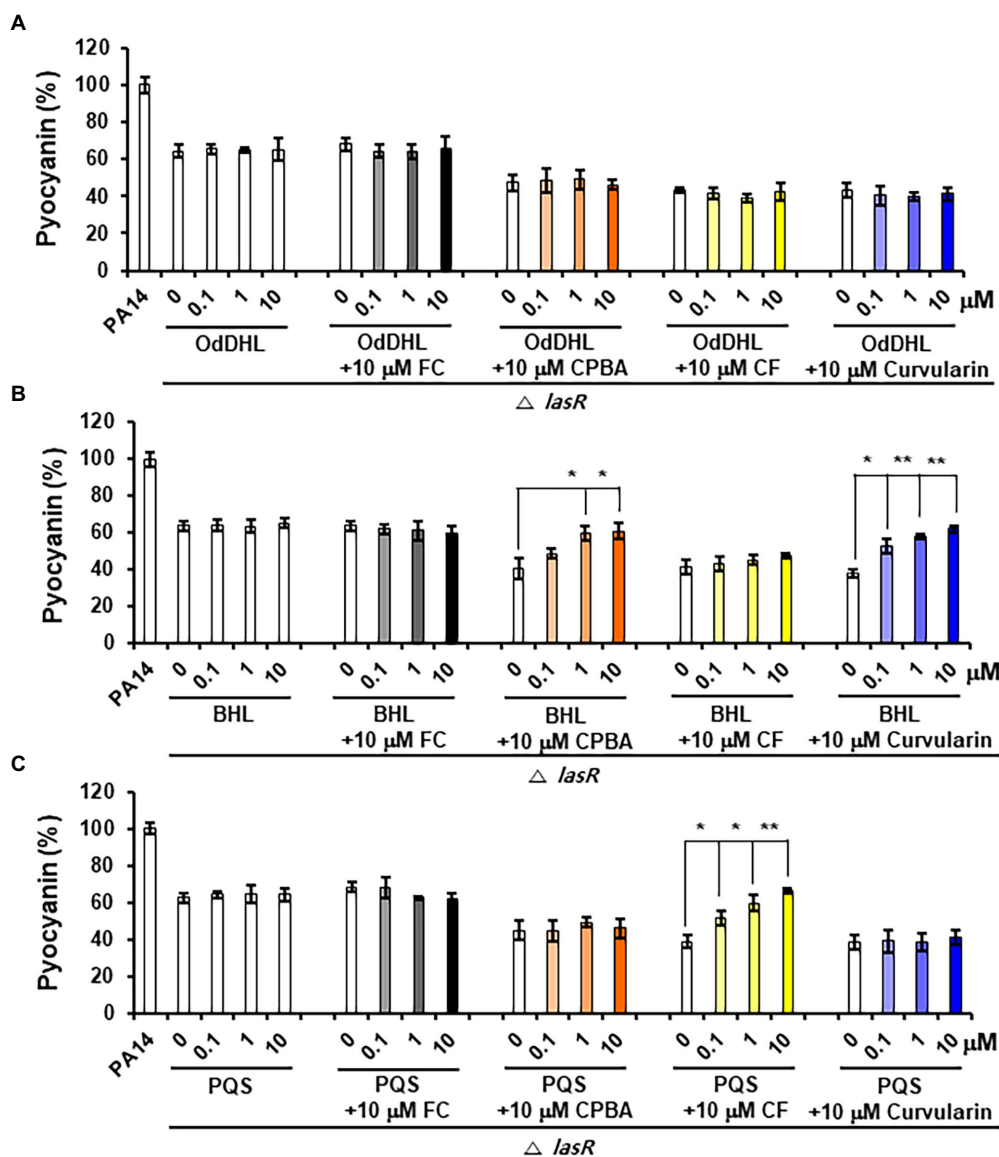 A
Pyocyanin (%)
120
100
80
60
40
20
0
PA14 0 0.1 1 10 0 0.1 1 10 0 0.1 1 10 0 0.1 1 10 0 0.1 1 10 μM
OdDHL OdDHL OdDHL OdDHL OdDHL
+10 μM FC +10 μM CPBA +10 μM CF +10 μM Curvularin
△ lasR
B
Pyocyanin (%)
120
100
80
60
40
20
0
* * * ** **
PA14 0 0.1 1 10 0 0.1 1 10 0 0.1 1 10 0 0.1 1 10 0 0.1 1 10 μM
BHL BHL BHL BHL BHL
+10 μM FC +10 μM CPBA +10 μM CF +10 μM Curvularin
△ lasR
C
Pyocyanin (%)
120
100
80
60
40
20
0
* * **
PA14 0 0.1 1 10 0 0.1 1 10 0 0.1 1 10 0 0.1 1 10 0 0.1 1 10 μM
PQS PQS PQS PQS PQS
+10 μM FC +10 μM CPBA +10 μM CF +10 μM Curvularin
△ lasR